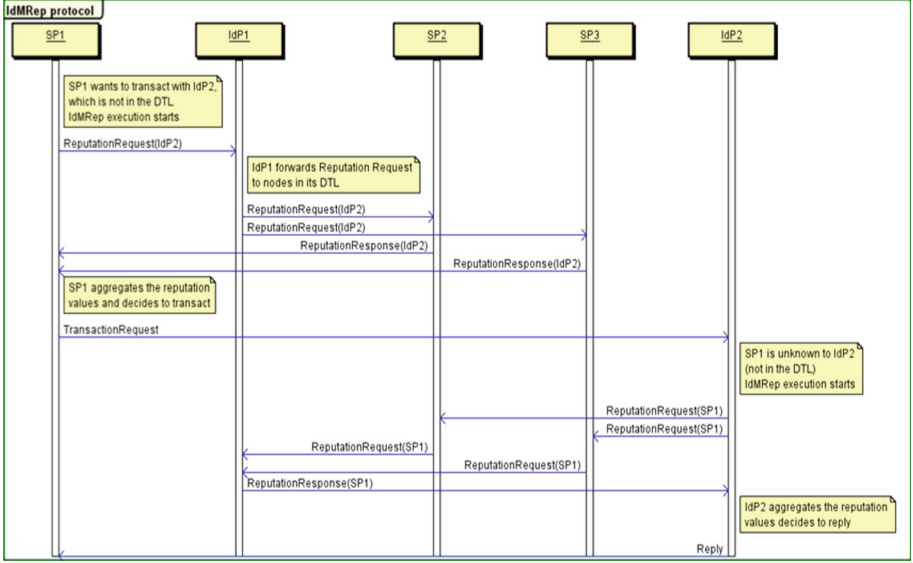 IdMRep protocol
SP1
IdP1
SP2
SP3
IdP2
SP1 wants to transact with IdP2,
which is not in the DTL
IdMRep execution starts
ReputationRequest(IdP2)
IdP1 forwards Reputation Request
to nodes in its DTL
ReputationRequest(IdP2)
ReputationRequest(IdP2)
ReputationResponse(IdP2)
ReputationResponse(IdP2)
SP1 aggregates the reputation
values and decides to transact
TransactionRequest
SP1 is unknown to IdP2
(not in the DTL)
IdMRep execution starts
ReputationRequest(SP1)
ReputationRequest(SP1)
ReputationRequest(SP1)
ReputationRequest(SP1)
ReputationResponse(SP1)
IdP2 aggregates the reputation
values decides to reply
Reply